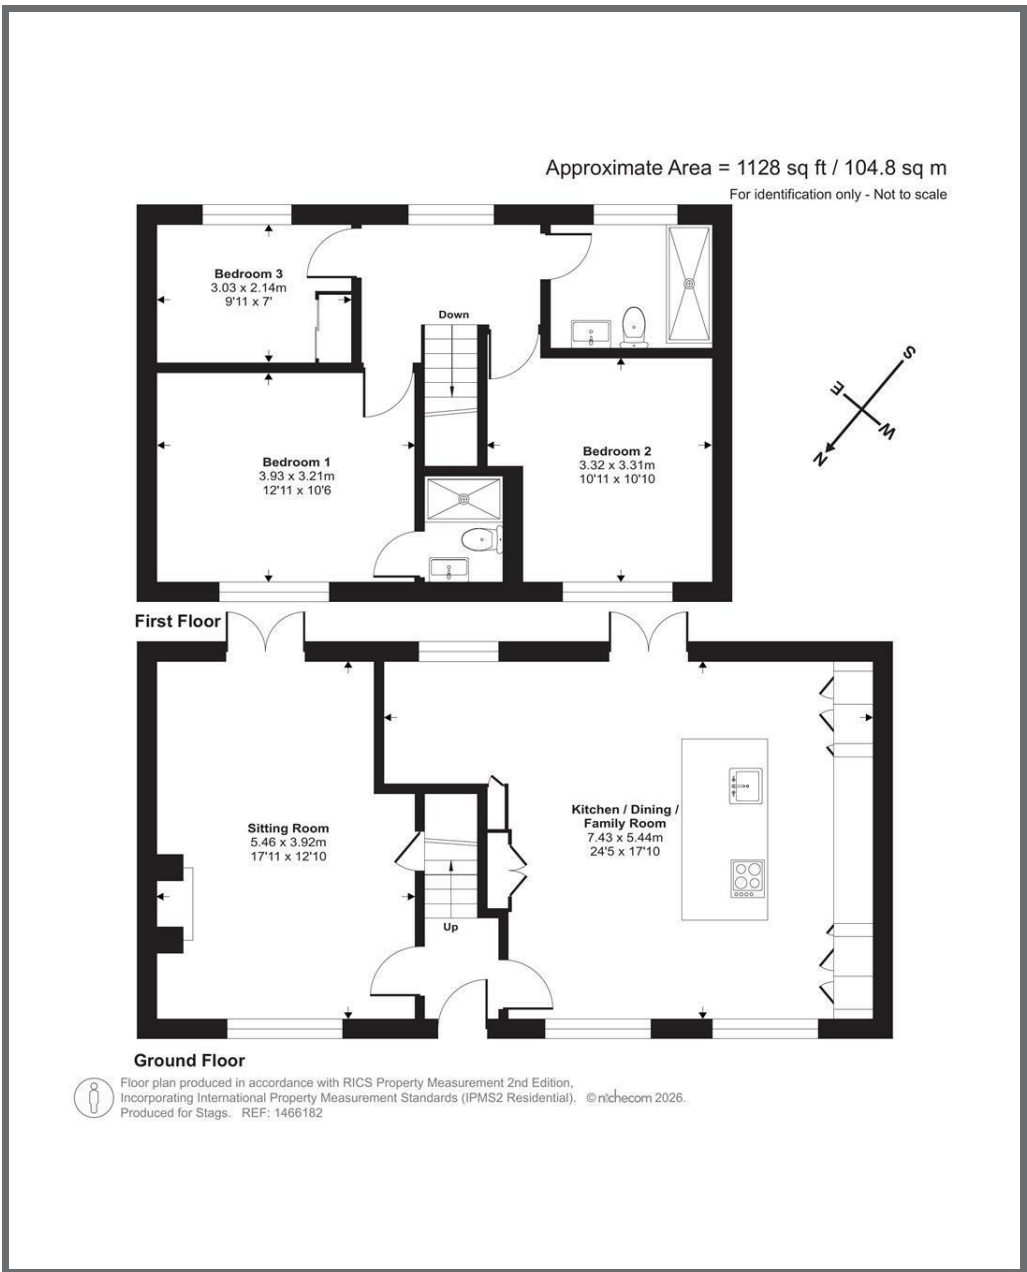 Approximate Area = 1128 sq ft / 104.8 sq m
For identification only - Not to scale
Bedroom 3
3.03 x 2.14m
9'11 x 7'
Down
S
E
W
N
Bedroom 1
3.93 x 3.21m
12'11 x 10'6
Bedroom 2
3.32 x 3.31m
10'11 x 10'10
First Floor
Sitting Room
5.46 x 3.92m
17'11 x 12'10
Kitchen / Dining /
Family Room
7.43 x 5.44m
24'5 x 17'10
Up
Ground Floor
Floor plan produced in accordance with RICS Property Measurement 2nd Edition,
Incorporating International Property Measurement Standards (IPMS2 Residential). © nichecom 2026.
Produced for Stags. REF: 1466182